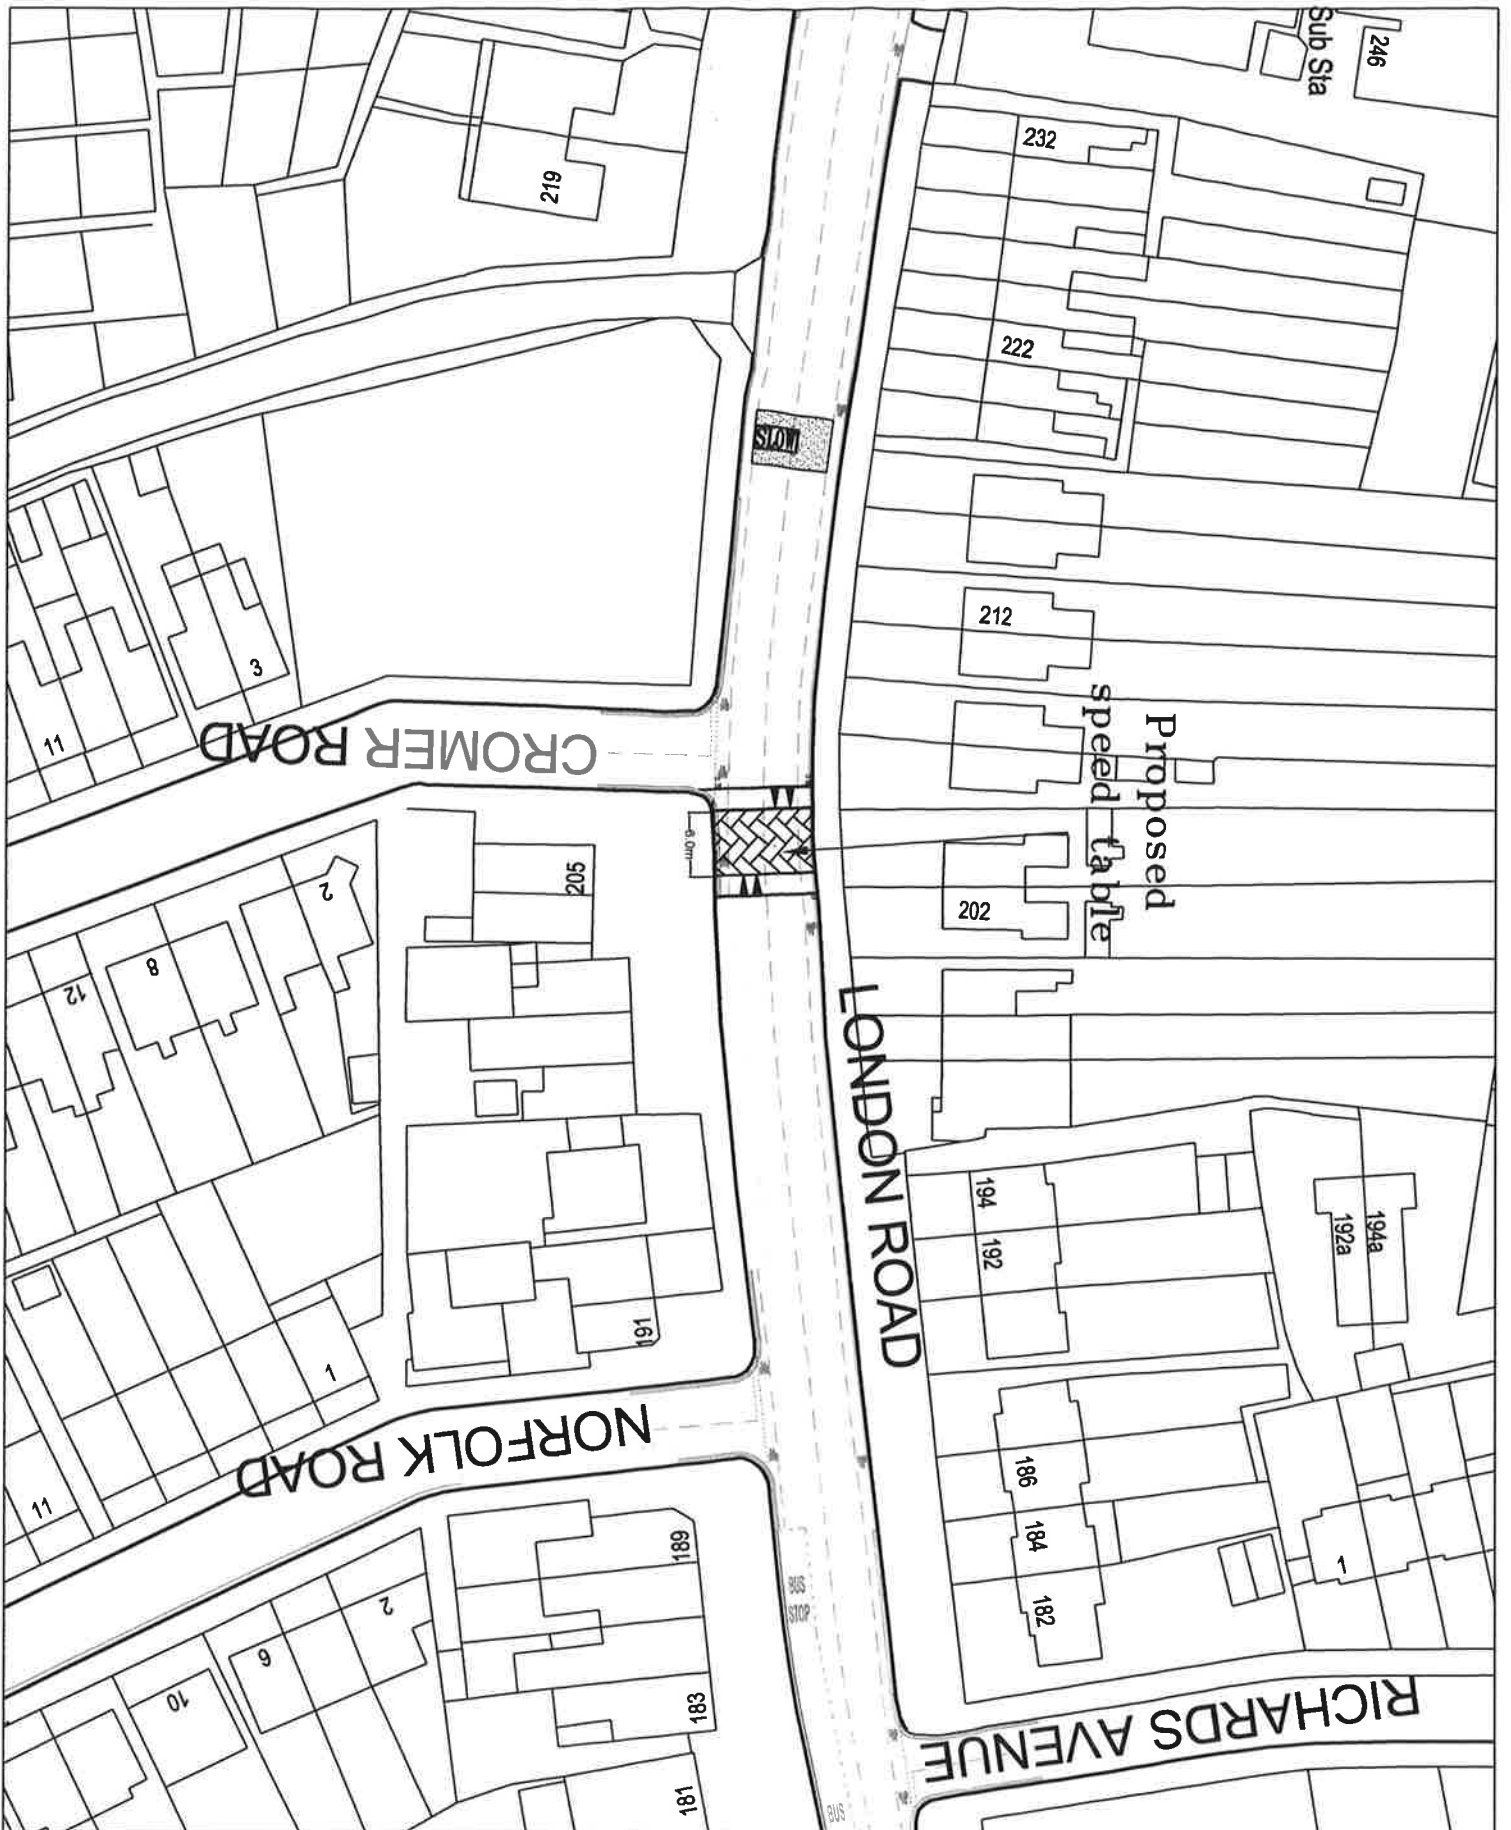 Sub Sta
246
232
219
222
SLOW
212
3
11
CROMER ROAD
Proposed
speed table
6.0m
205
202
2
8
12
LONDON ROAD
194
192
194a
192a
191
1
NORFOLK ROAD
11
186
184
182
1
189
BUS
STOP
2
6
10
183
181
RICHARDS AVENUE
BUS